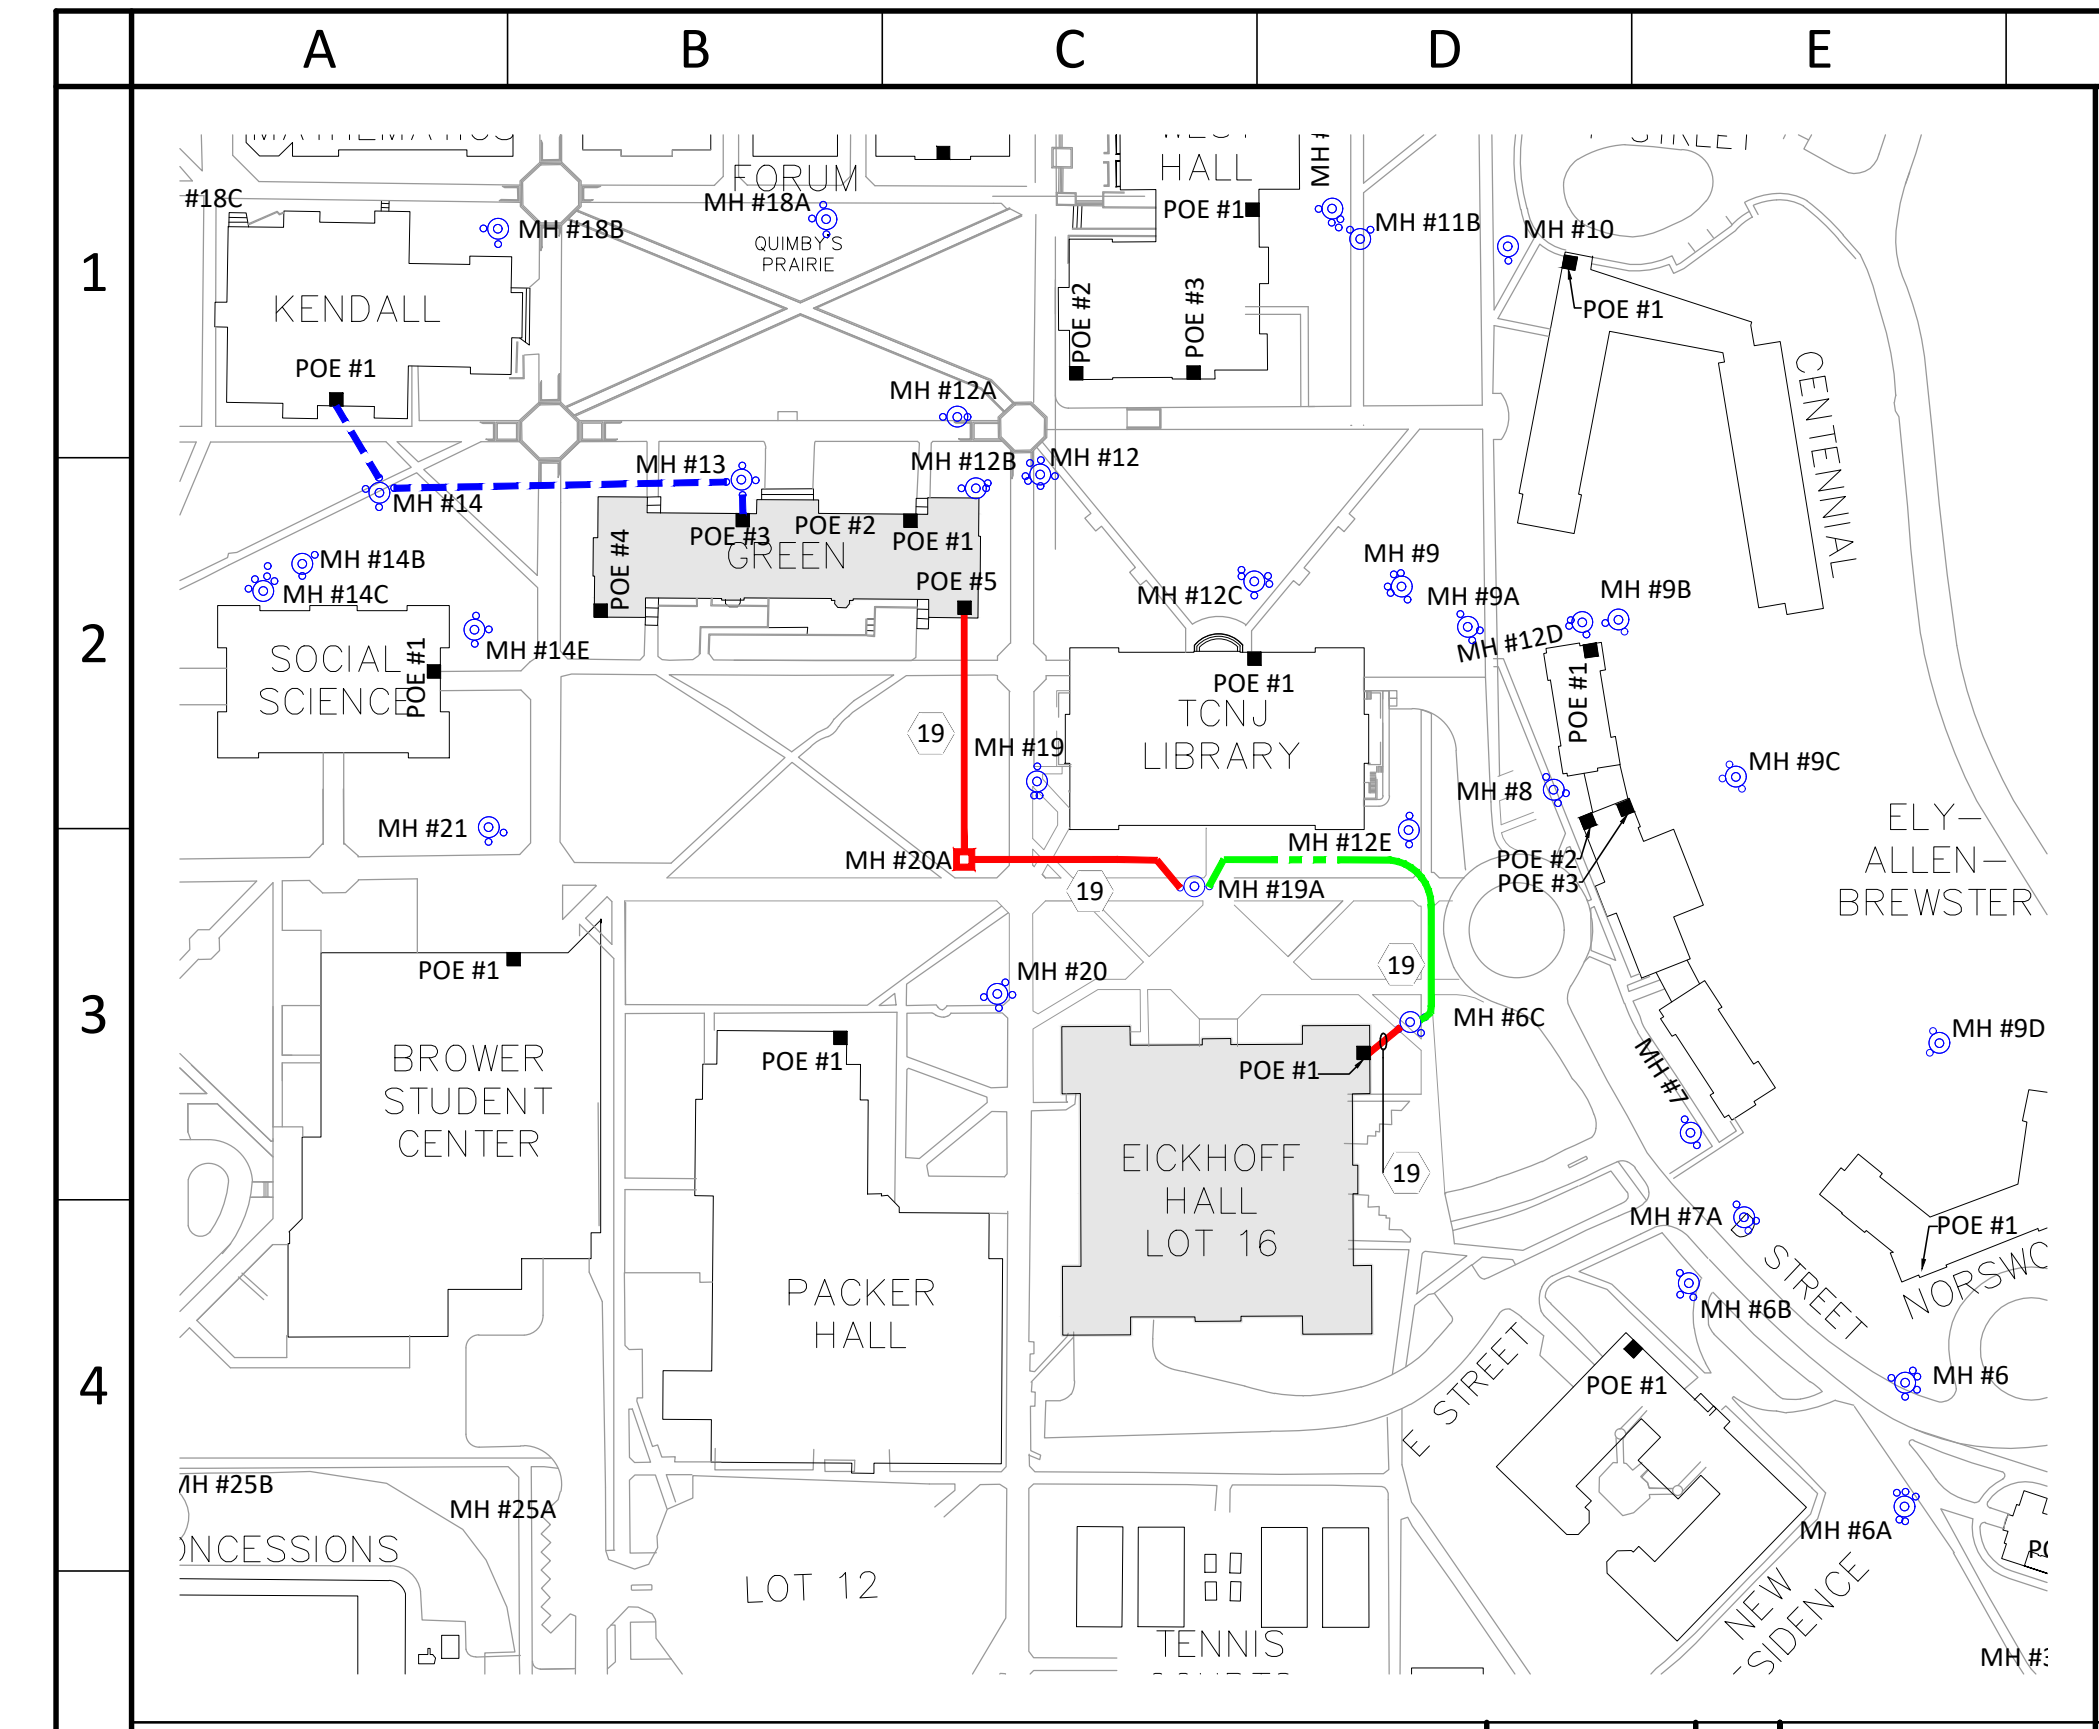 A B C D E
1
2
3
4
#18C
MH #18B
FORUM
MH #18A
QUIMBY'S
PRAIRIE
HALL
POE #1
MH #11B
MH #10
POE #1
KENDALL
POE #1
POE #2
POE #3
CENTENNIAL
MH #12A
MH #13
MH #12B
MH #12
MH #14
POE #3
POE #2
POE #1
GREEN
POE #4
POE #5
MH #14B
MH #14C
MH #14E
SOCIAL
SCIENCE
POE #1
MH #12C
MH #9
MH #9A
MH #9B
MH #12D
POE #1
POE #1
TCNJ
LIBRARY
19
MH #19
MH #9C
MH #8
MH #21
MH #20A
MH #12E
POE #2
POE #3
ELY-
ALLEN-
BREWSTER
19
MH #19A
POE #1
MH #20
19
MH #6C
MH #9D
BROWER
STUDENT
CENTER
POE #1
POE #1
MH #7
EICKHOFF
HALL
LOT 16
19
MH #7A
POE #1
STREET
MH #6B
PACKER
HALL
E STREET
POE #1
MH #6
MH #25A
MH #6A
LOT 12
NEW
TENNIS